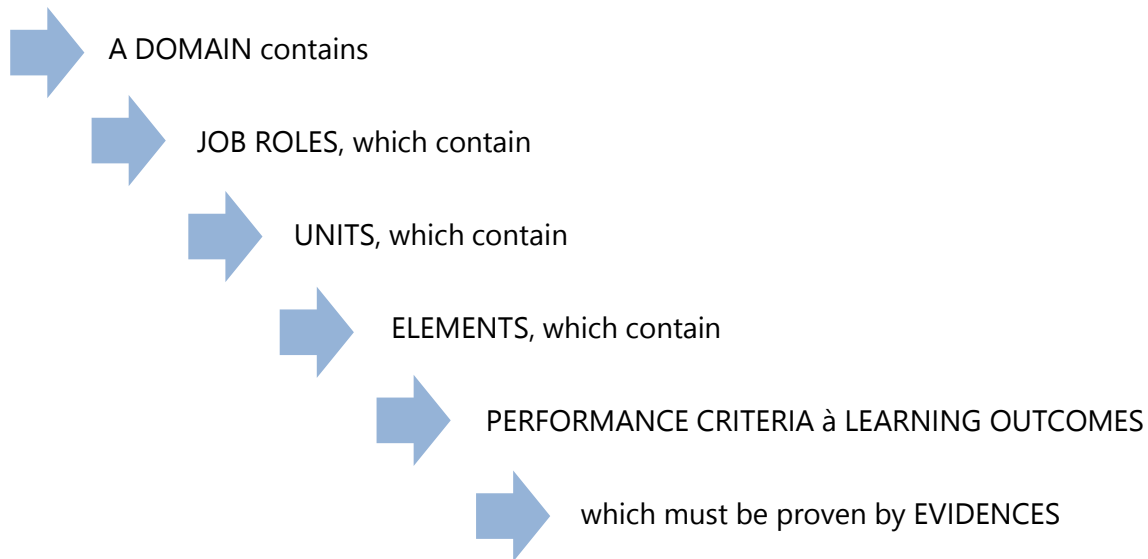 A DOMAIN contains
JOB ROLES, which contain
UNITS, which contain
ELEMENTS, which contain
PERFORMANCE CRITERIA à LEARNING OUTCOMES
which must be proven by EVIDENCES